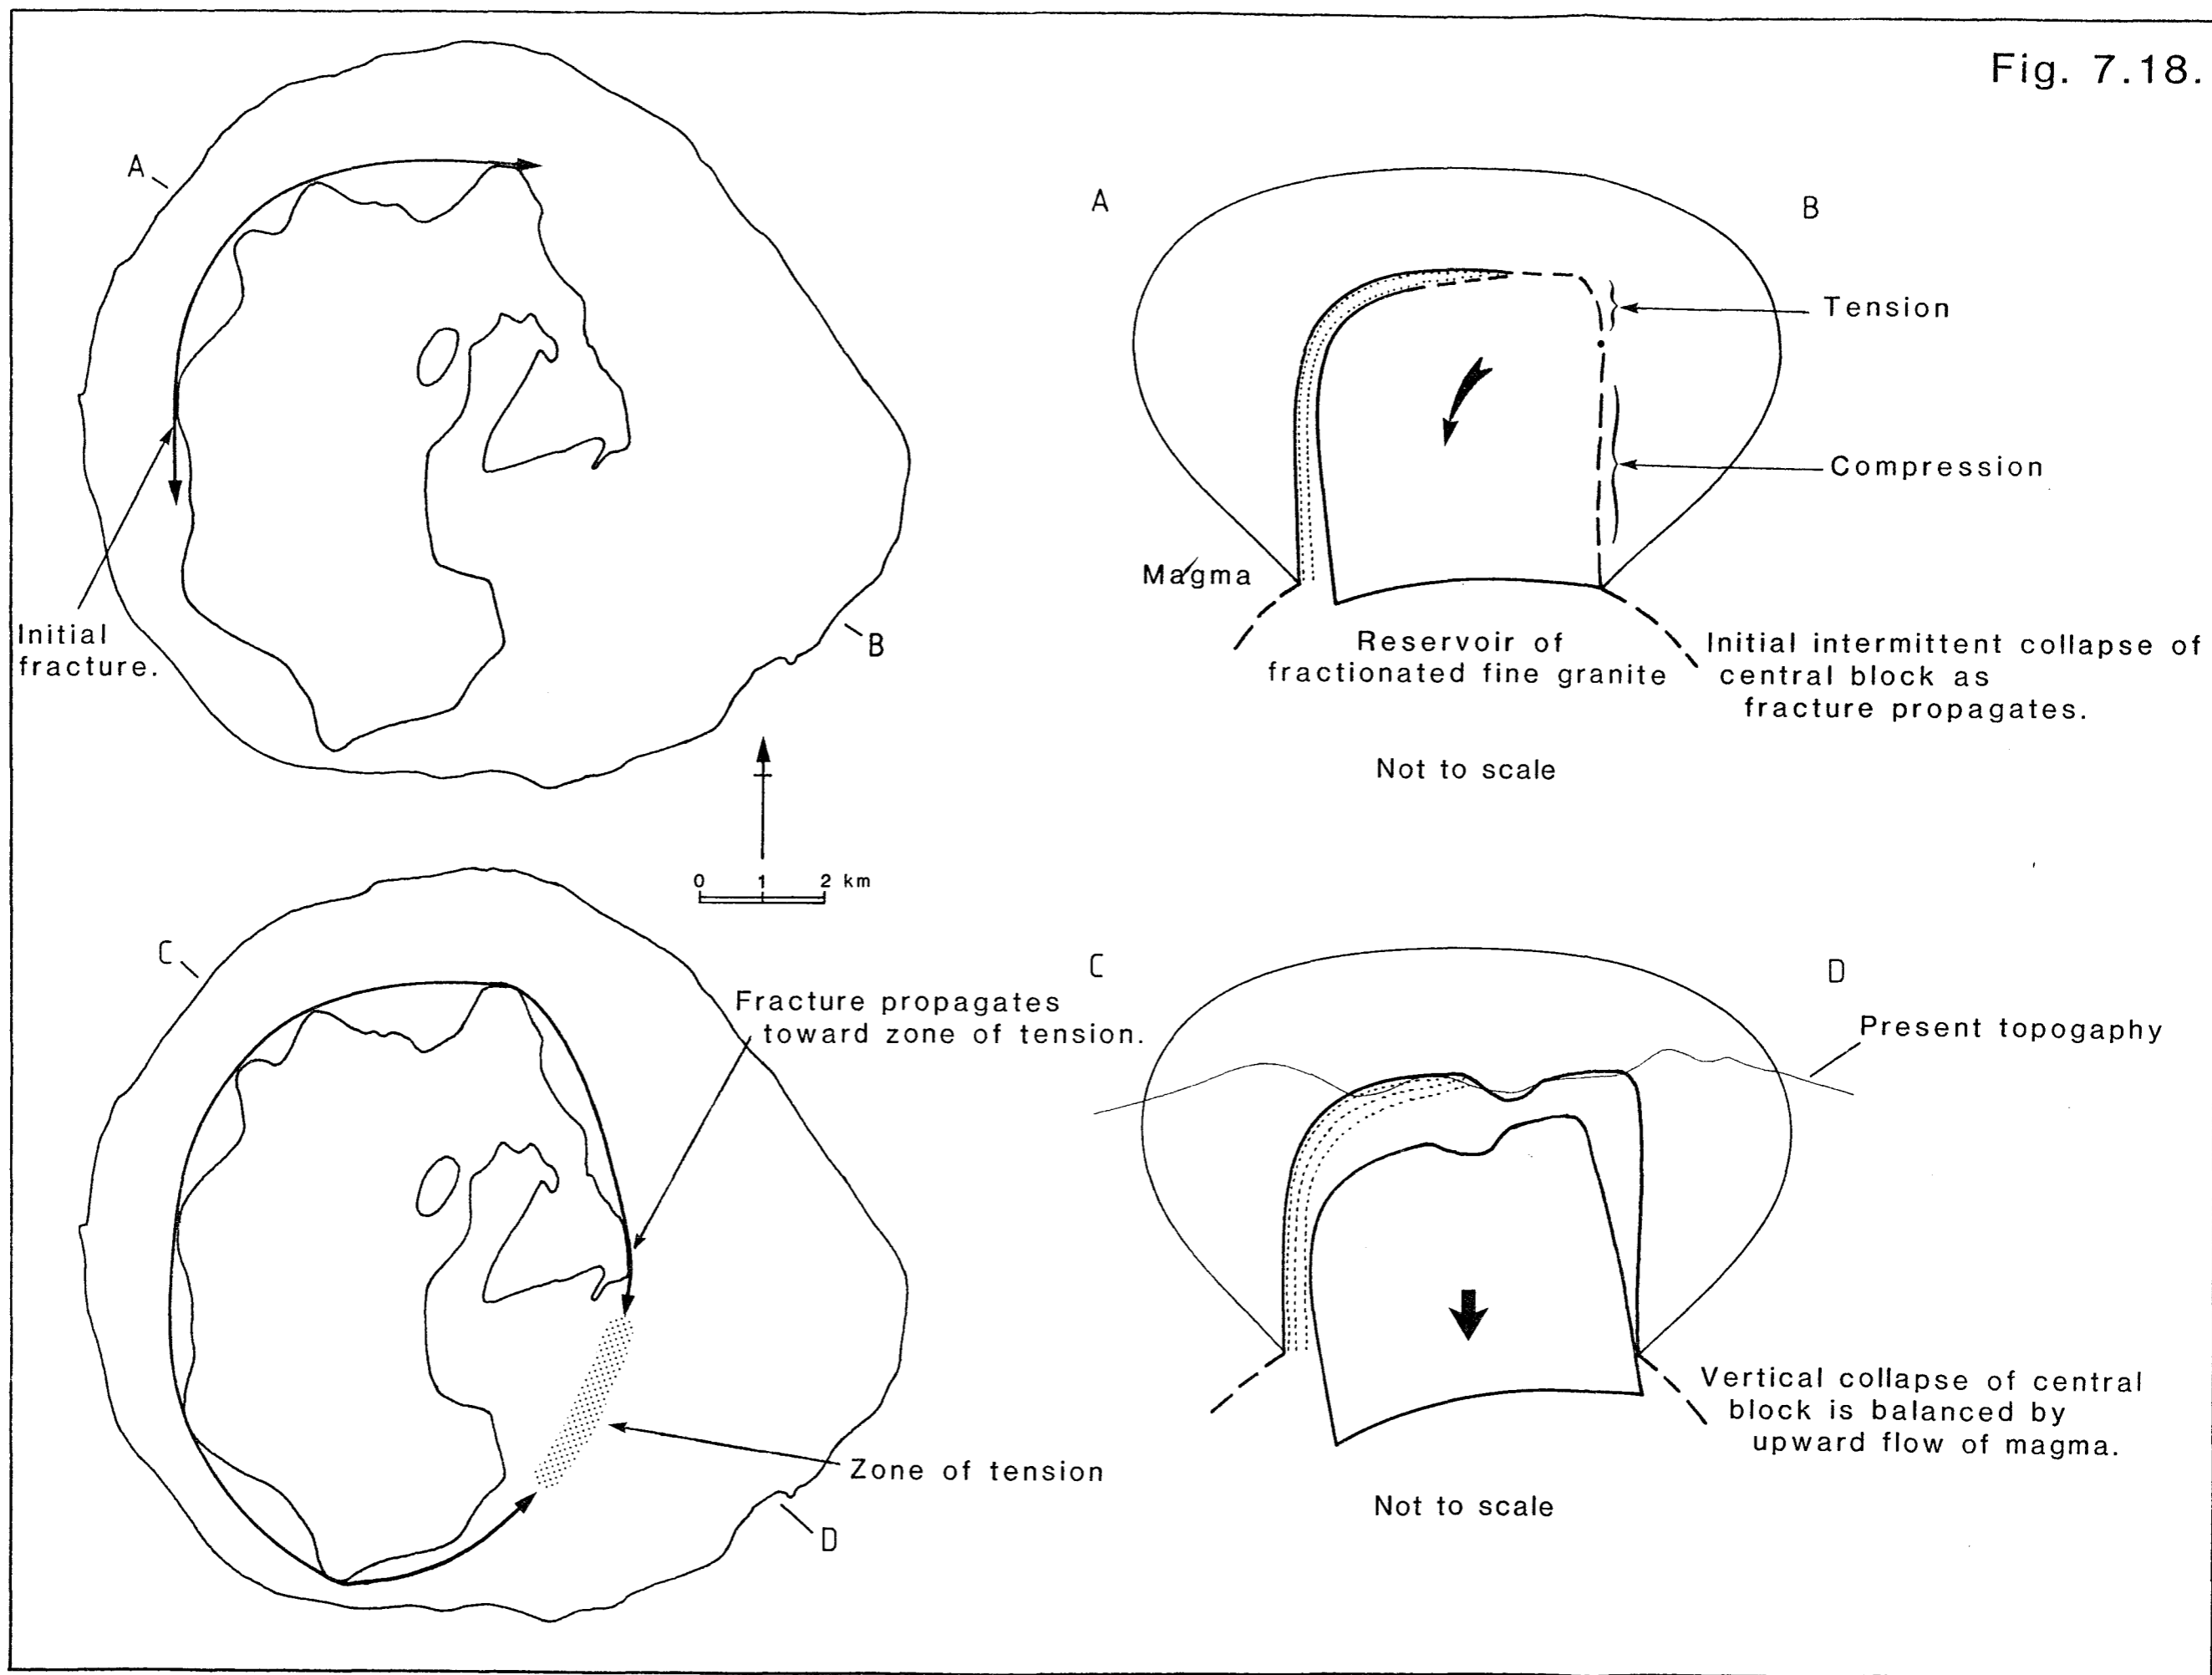 Fig. 7.18.
A
B
Initial
fracture.
A
B
Tension
Compression
Magma
Reservoir of
fractionated fine granite
Initial intermittent collapse of
central block as
fracture propagates.
Not to scale
0 1 2 km
C
D
Fracture propagates
toward zone of tension.
Zone of tension
C
D
Present topogaphy
Vertical collapse of central
block is balanced by
upward flow of magma.
Not to scale